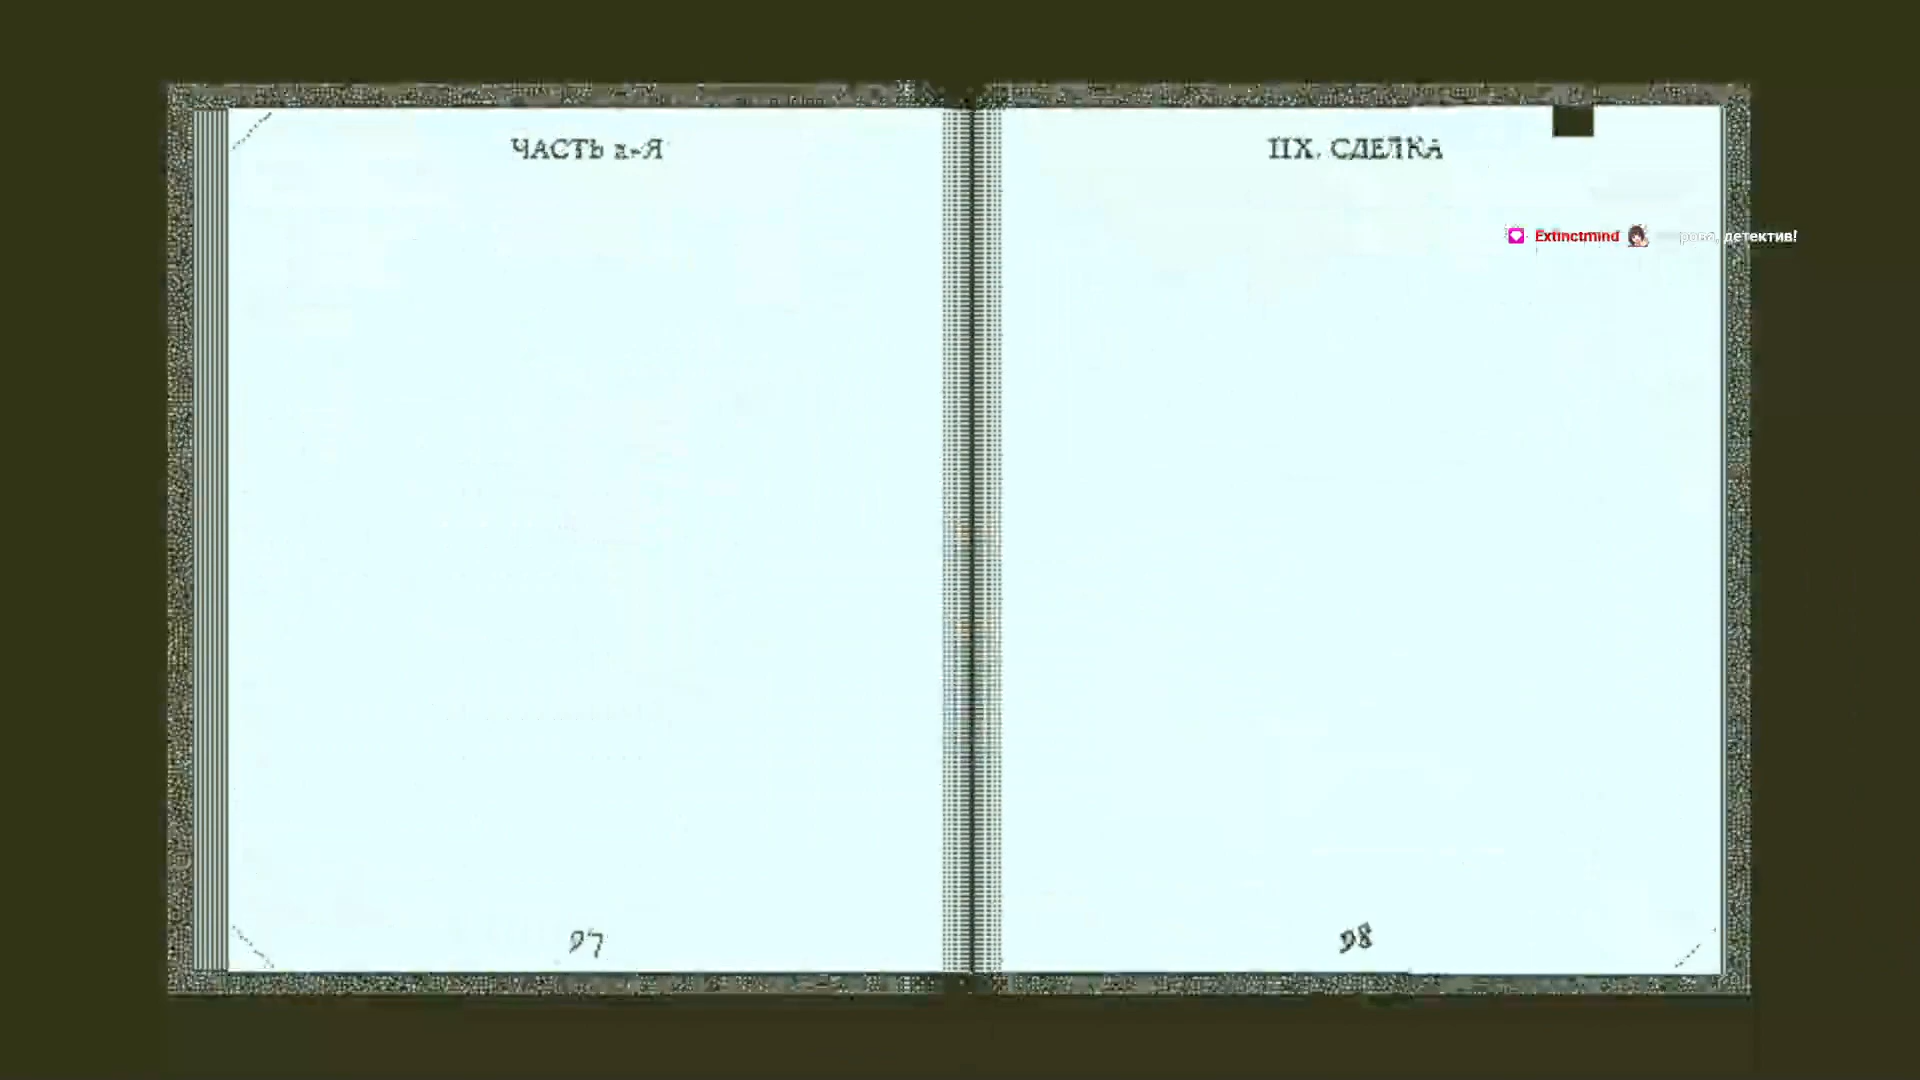 ЧАСТЬ 2-Я
IIX. СДЕЛКА
Extinctmind
детектив!
97
98